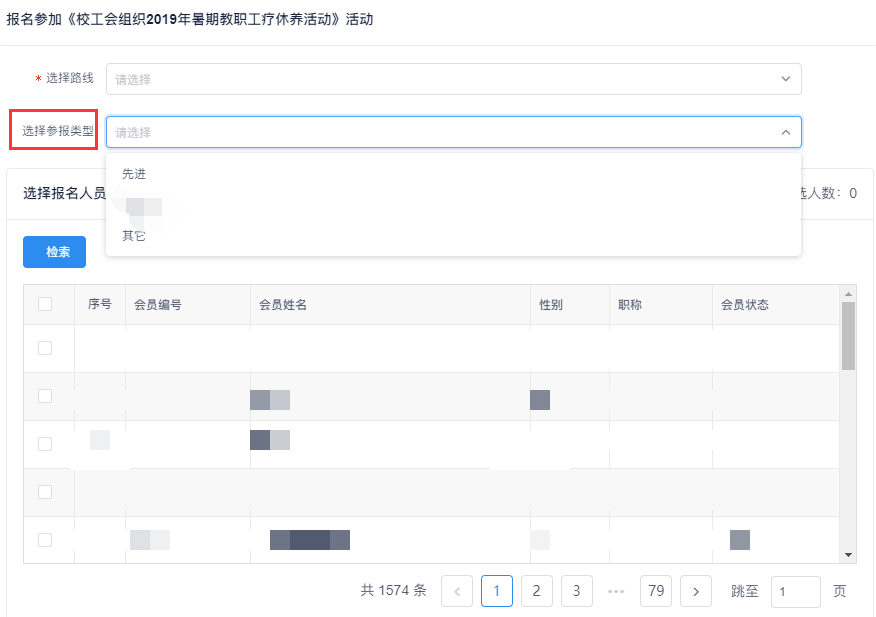 报名参加《校工会组织2019年暑期教职工疗休养活动》活动
* 选择路线 请选择
选择参报类型 请选择
先进
其它
选择报名人员 选人数：0
检索
序号 会员编号 会员姓名 性别 职称 会员状态
共 1574 条 < 1 2 3 ••• 79 > 跳至 1 页